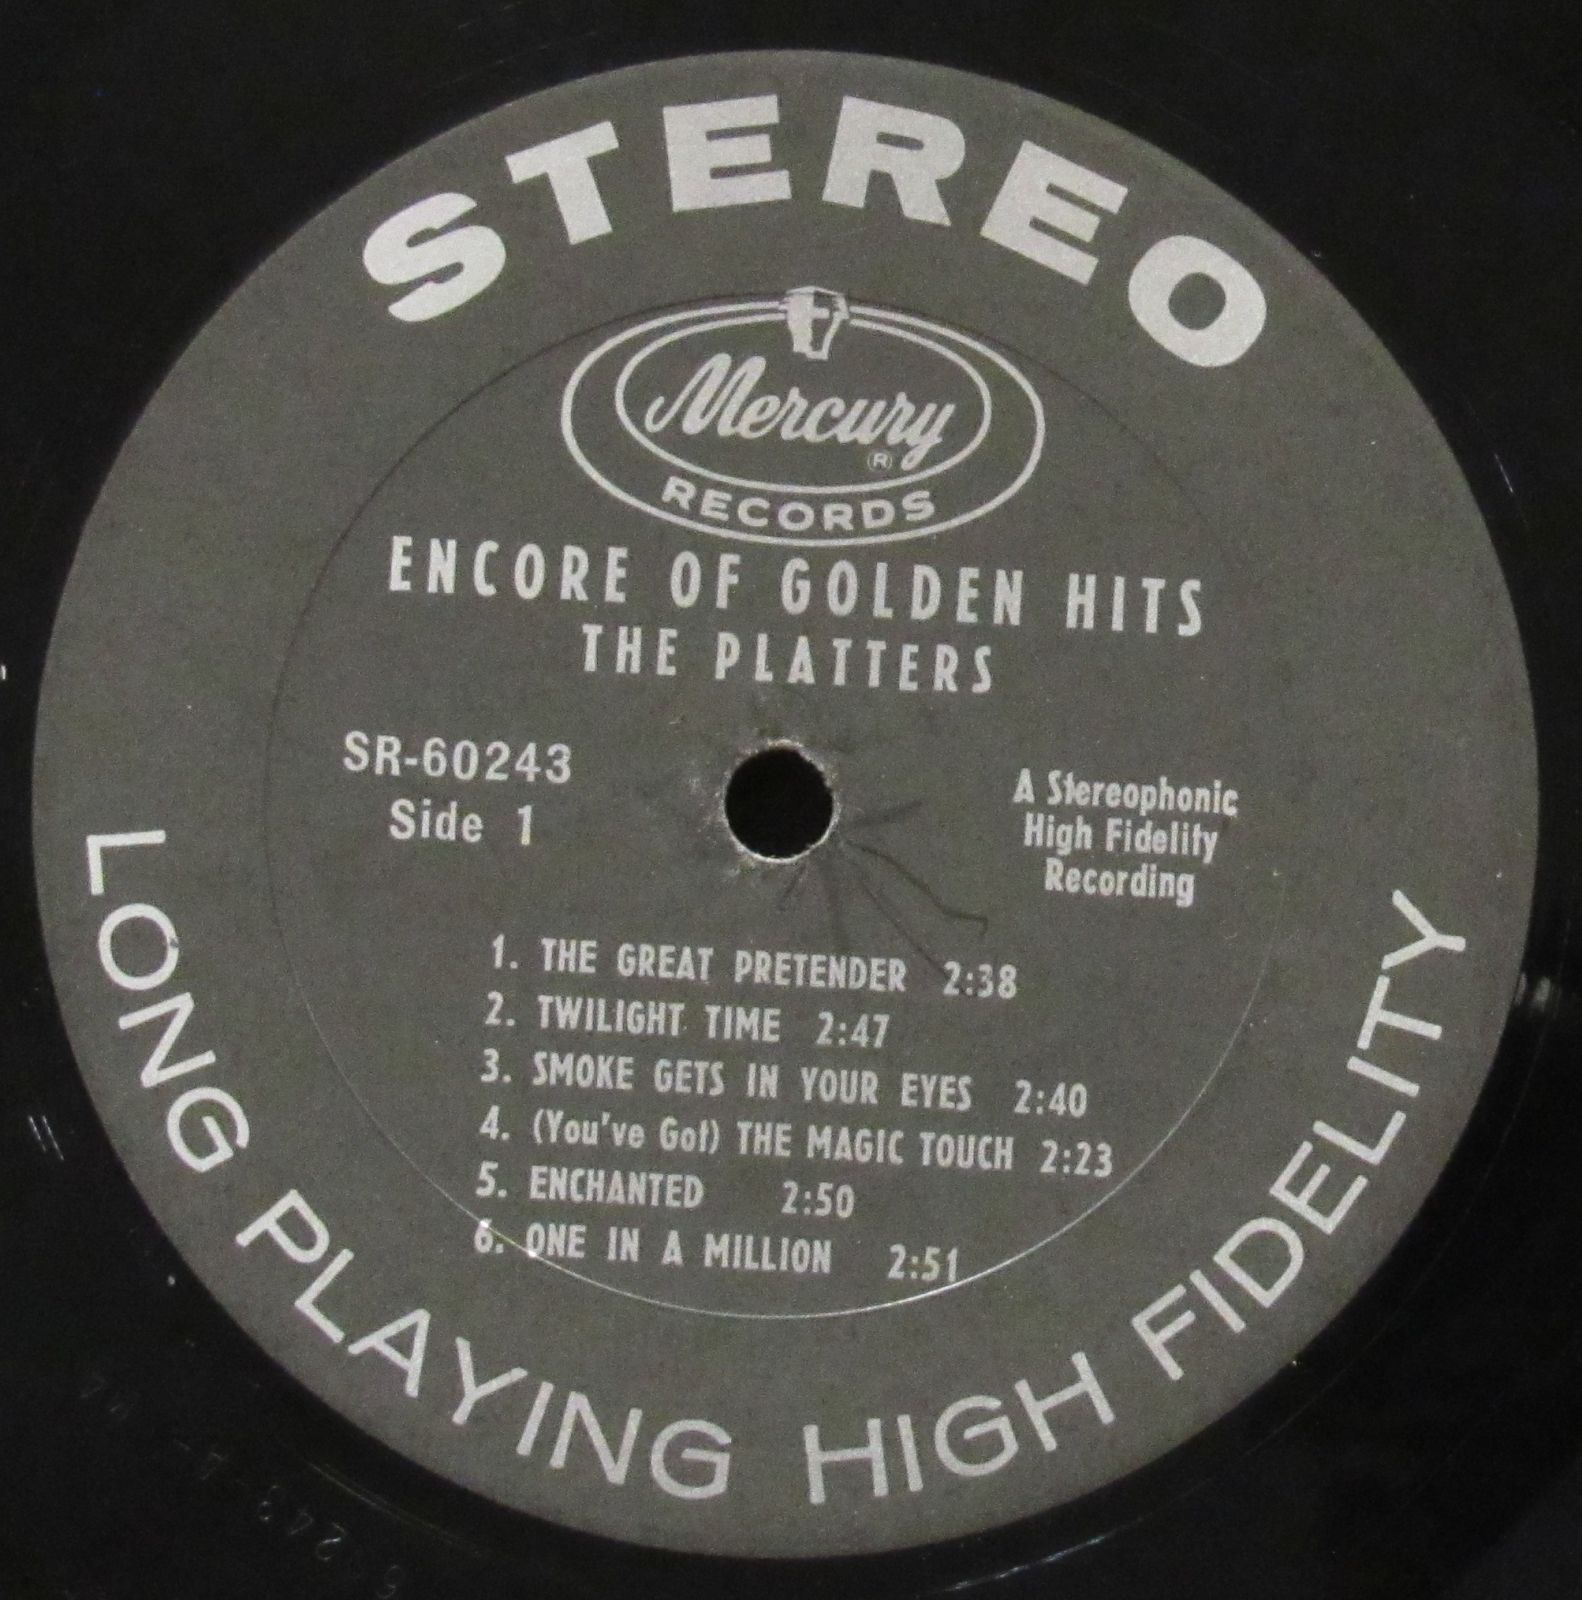 STEREO
Mercury
®
RECORDS
ENCORE OF GOLDEN HITS
THE PLATTERS
SR-60243
Side 1
A Stereophonic
High Fidelity
Recording
1. THE GREAT PRETENDER 2:38
2. TWILIGHT TIME 2:47
3. SMOKE GETS IN YOUR EYES 2:40
4. (You've Got) THE MAGIC TOUCH 2:23
5. ENCHANTED 2:50
6. ONE IN A MILLION 2:51
LONG PLAYING HIGH FIDELITY